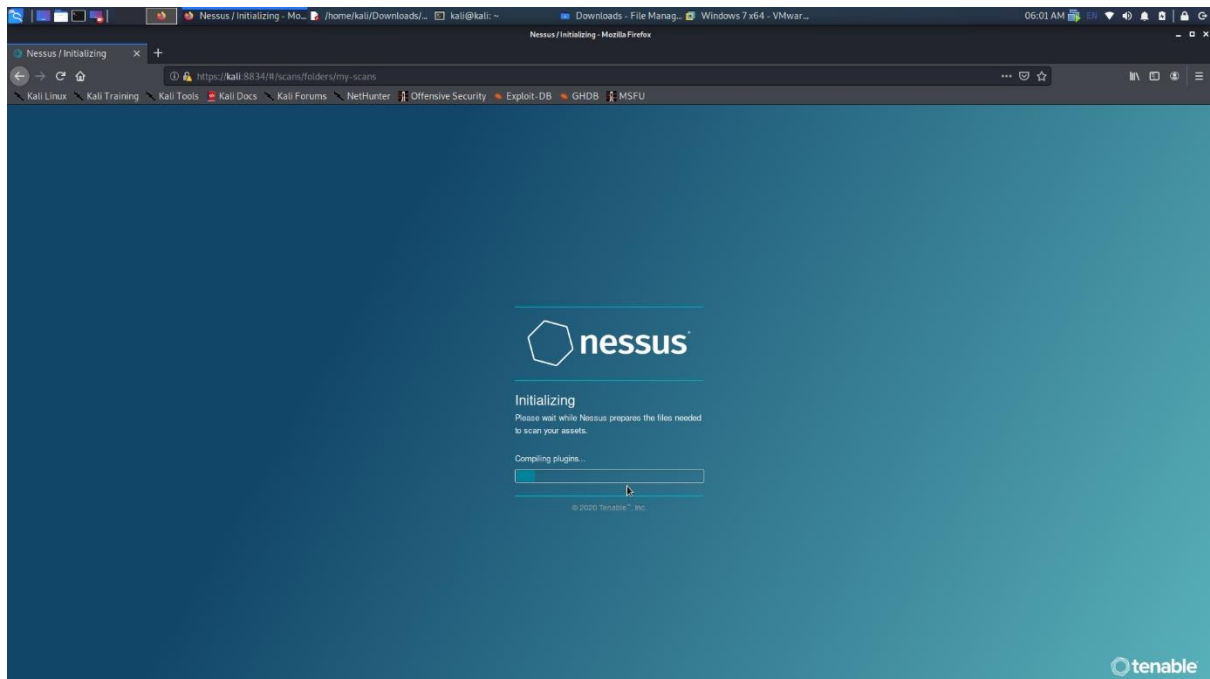 Nessus / Initializing - Mo... /home/kali/Downloads/... kali@kali: ~ Downloads - File Manag... Windows 7 x64 - VMwar... 06:01 AM EN
Nessus / Initializing - Mozilla Firefox
Nessus / Initializing
https://kali:8834/#/scans/folders/my-scans
Kali Linux Kali Training Kali Tools Kali Docs Kali Forums NetHunter Offensive Security Exploit-DB GHDB MSFU
nessus
Initializing
Please wait while Nessus prepares the files needed
to scan your assets.
Compiling plugins...
© 2020 Tenable™, Inc.
tenable